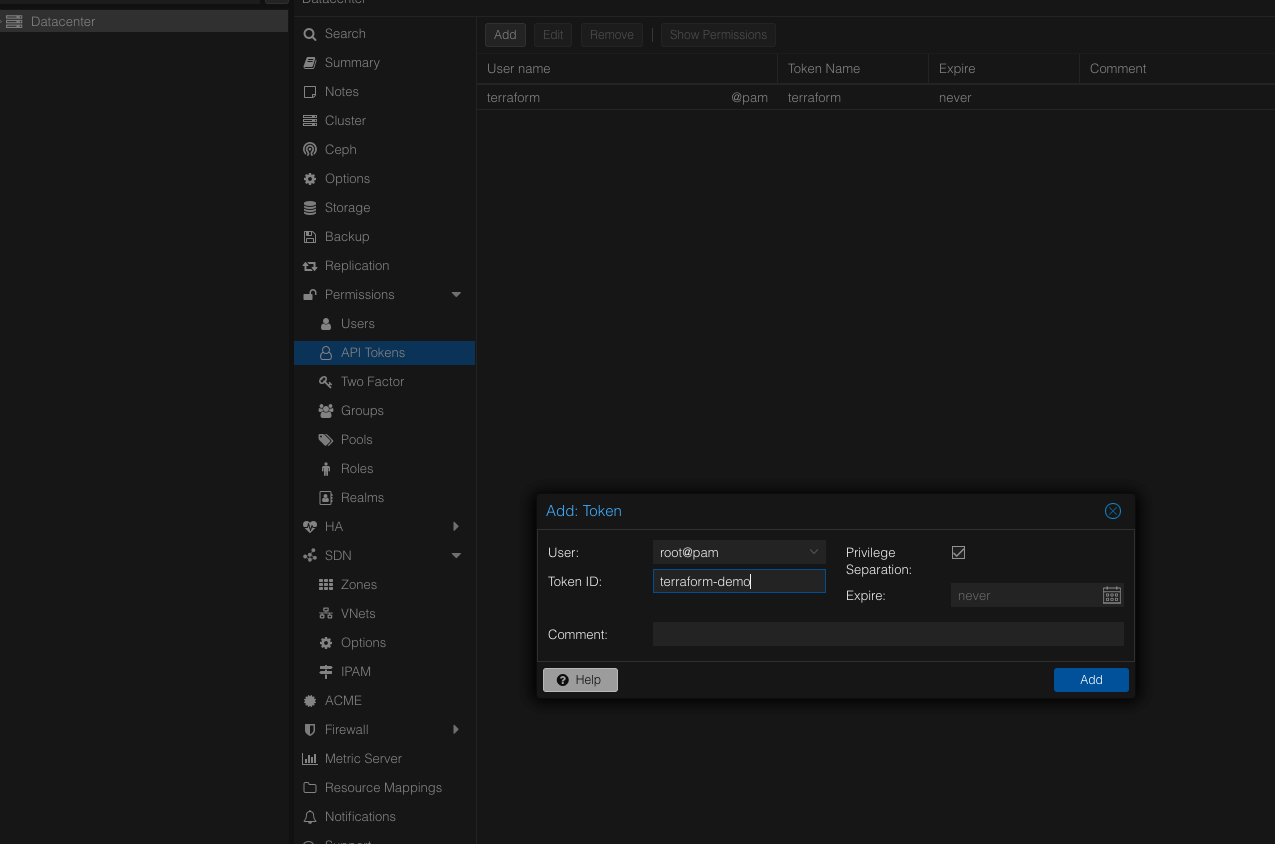 Datacenter
Datacenter
Search
Summary
Notes
Cluster
Ceph
Options
Storage
Backup
Replication
Permissions
Users
API Tokens
Two Factor
Groups
Pools
Roles
Realms
HA
SDN
Zones
VNets
Options
IPAM
ACME
Firewall
Metric Server
Resource Mappings
Notifications
Support
Add Edit Remove | Show Permissions
User name Token Name Expire Comment
terraform @pam terraform never
Add: Token
User: root@pam
Token ID: terraform-demo
Privilege
Separation:
Expire: never
Comment:
Help Add